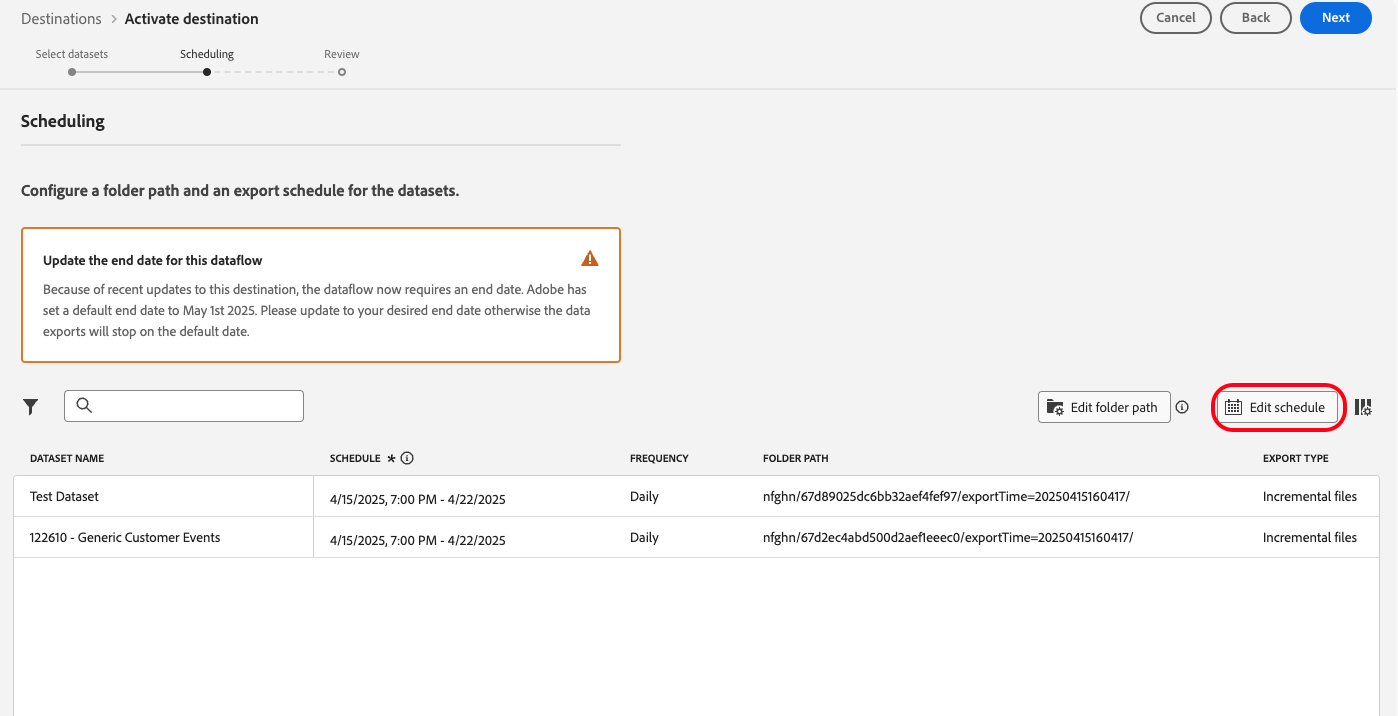 Destinations > Activate destination
Cancel
Back
Next
Select datasets
Scheduling
Review
Scheduling
Configure a folder path and an export schedule for the datasets.
Update the end date for this dataflow
Because of recent updates to this destination, the dataflow now requires an end date. Adobe has
set a default end date to May 1st 2025. Please update to your desired end date otherwise the data
exports will stop on the default date.
Edit folder path
Edit schedule
DATASET NAME SCHEDULE * FREQUENCY FOLDER PATH EXPORT TYPE
Test Dataset 4/15/2025, 7:00 PM - 4/22/2025 Daily nfghn/67d89025dc6bb32aef4fef97/exportTime=20250415160417/ Incremental files
122610 - Generic Customer Events 4/15/2025, 7:00 PM - 4/22/2025 Daily nfghn/67d2ec4abd500d2aef1eeec0/exportTime=20250415160417/ Incremental files